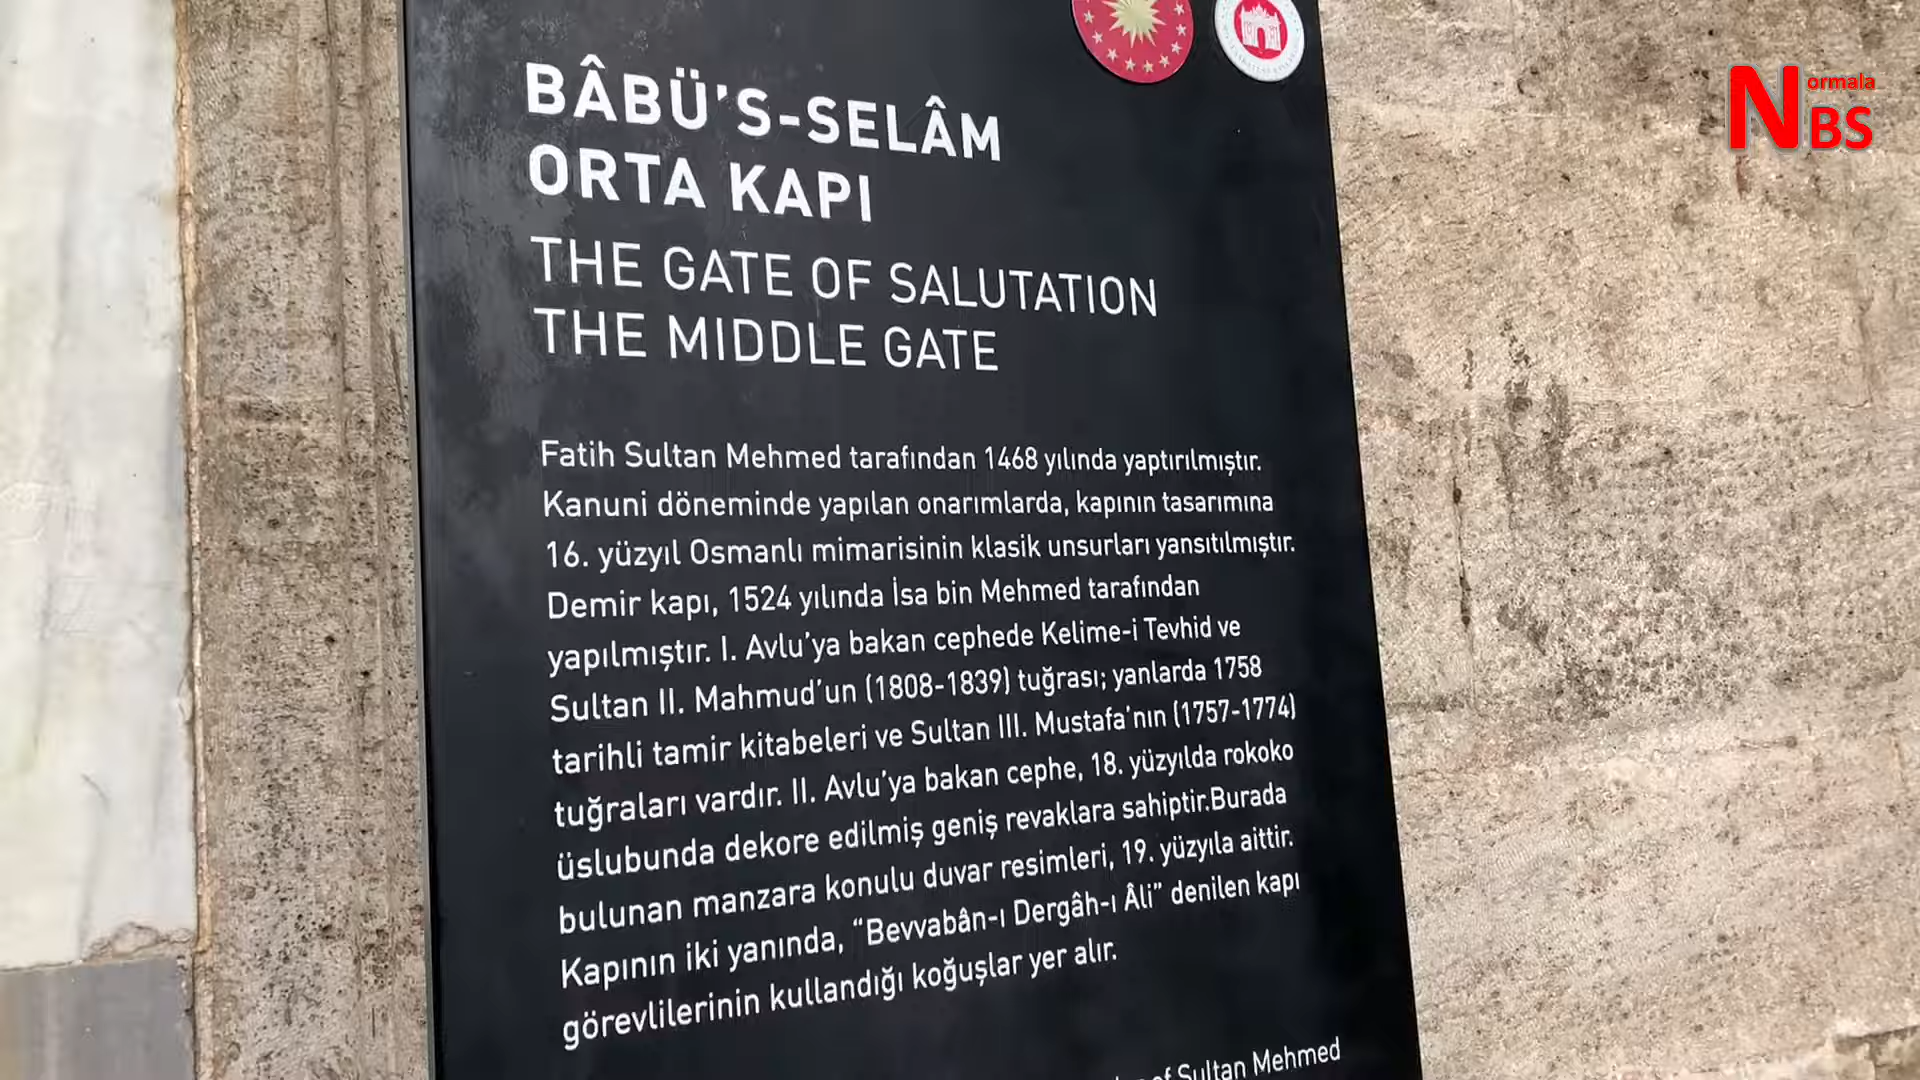 Normala
NBS
BÂBÜ'S-SELÂM
ORTA KAPI
THE GATE OF SALUTATION
THE MIDDLE GATE
Fatih Sultan Mehmed tarafından 1468 yılında yaptırılmıştır.
Kanuni döneminde yapılan onarımlarda, kapının tasarımına
16. yüzyıl Osmanlı mimarisinin klasik unsurları yansıtılmıştır.
Demir kapı, 1524 yılında İsa bin Mehmed tarafından
yapılmıştır. I. Avlu'ya bakan cephede Kelime-i Tevhid ve
Sultan II. Mahmud'un (1808-1839) tuğrası; yanlarda 1758
tarihli tamir kitabeleri ve Sultan III. Mustafa'nın (1757-1774)
tuğraları vardır. II. Avlu'ya bakan cephe, 18. yüzyılda rokoko
üslubunda dekore edilmiş geniş revaklara sahiptir.Burada
bulunan manzara konulu duvar resimleri, 19. yüzyıla aittir.
Kapının iki yanında, “Bevvabân-ı Dergâh-ı Âli” denilen kapı
görevlilerinin kullandığı koğuşlar yer alır.
of Sultan Mehmed